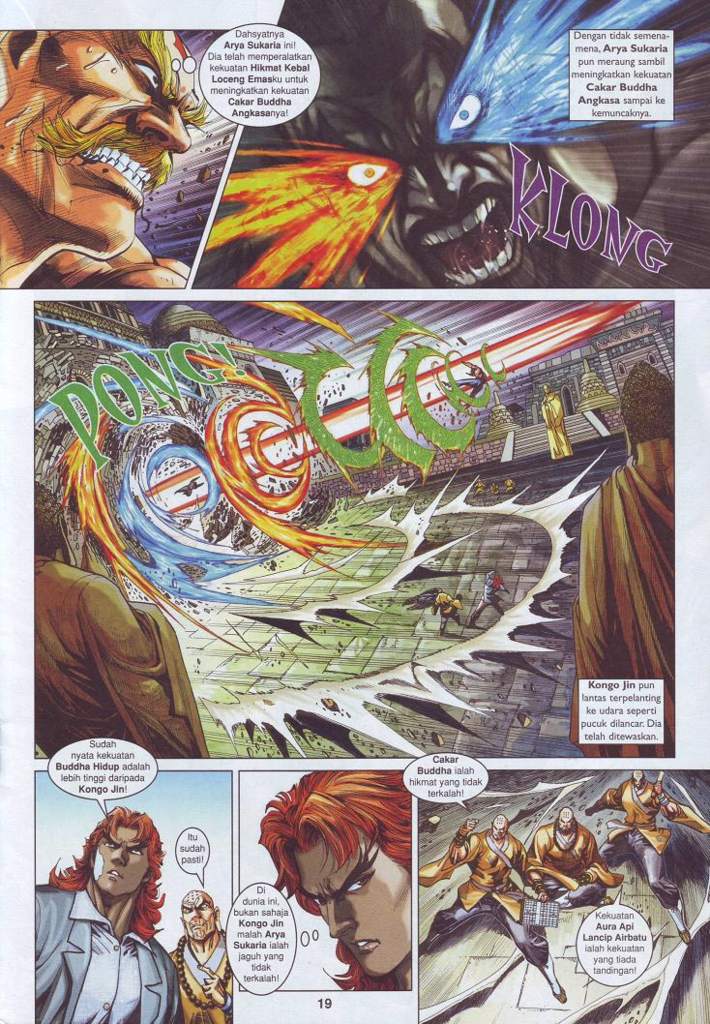 Dahsyatnya
Arya Sukaria ini!
Dia telah memperalatkan
kekuatan Hikmat Kebal
Loceng Emasku untuk
meningkatkan kekuatan
Cakar Buddha
Angkasanya!
Dengan tidak semena-
mena, Arya Sukaria
pun meraung sambil
meningkatkan kekuatan
Cakar Buddha
Angkasa sampai ke
kemuncaknya.
KLONG
PONG!
UUUUU
Kongo Jin pun
lantas terpelanting
ke udara seperti
pucuk dilancar. Dia
telah ditewaskan.
Sudah
nyata kekuatan
Buddha Hidup adalah
lebih tinggi daripada
Kongo Jin!
Itu
sudah
pasti!
Di
dunia ini,
bukan sahaja
Kongo Jin
malah Arya
Sukaria ialah
jaguh yang
tidak
terkalah!
Cakar
Buddha ialah
hikmat yang tidak
terkalah!
Kekuatan
Aura Api
Lancip Airbatu
ialah kekuatan
yang tiada
tandingan!
19